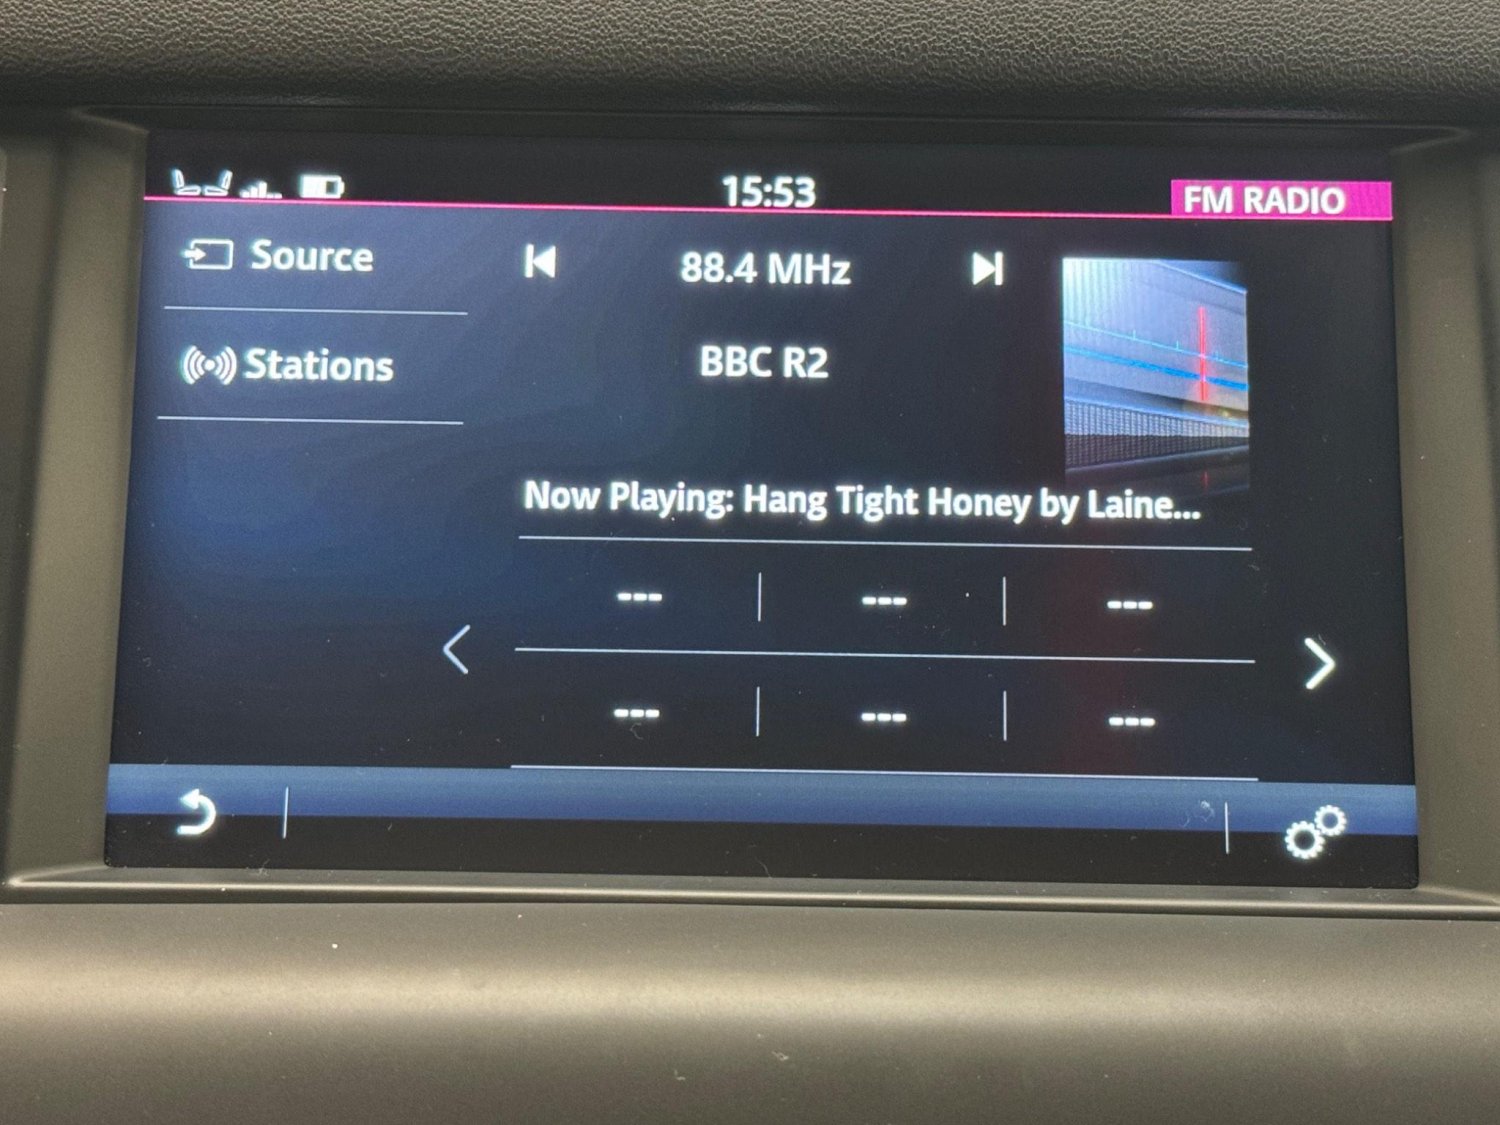 15:53
FM RADIO
Source
88.4 MHz
Stations
BBC R2
Now Playing: Hang Tight Honey by Laine...
--- --- ---
--- --- ---